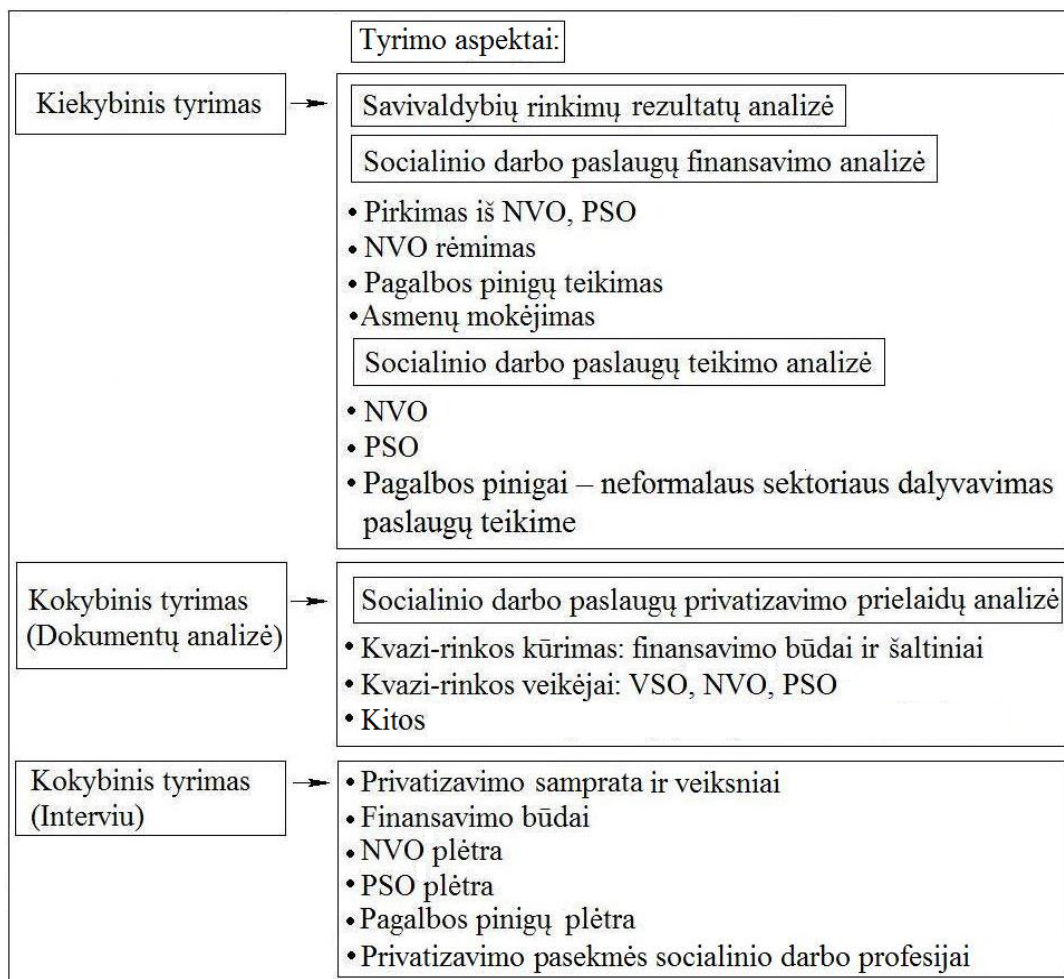 Tyrimo aspektai:
Kiekybinis tyrimas
Savivaldybių rinkimų rezultatų analizė
Socialinio darbo paslaugų finansavimo analizė
• Pirkimas iš NVO, PSO
• NVO rėmimas
• Pagalbos pinigų teikimas
• Asmenų mokėjimas
Socialinio darbo paslaugų teikimo analizė
• NVO
• PSO
• Pagalbos pinigai – neformalaus sektoriaus dalyvavimas
paslaugų teikime
Kokybinis tyrimas
(Dokumentų analizė)
Socialinio darbo paslaugų privatizavimo prielaidų analizė
• Kvazi-rinkos kūrimas: finansavimo būdai ir šaltiniai
• Kvazi-rinkos veikėjai: VSO, NVO, PSO
• Kitos
Kokybinis tyrimas
(Interviu)
• Privatizavimo samprata ir veiksniai
• Finansavimo būdai
• NVO plėtra
• PSO plėtra
• Pagalbos pinigų plėtra
• Privatizavimo pasekmės socialinio darbo profesijai